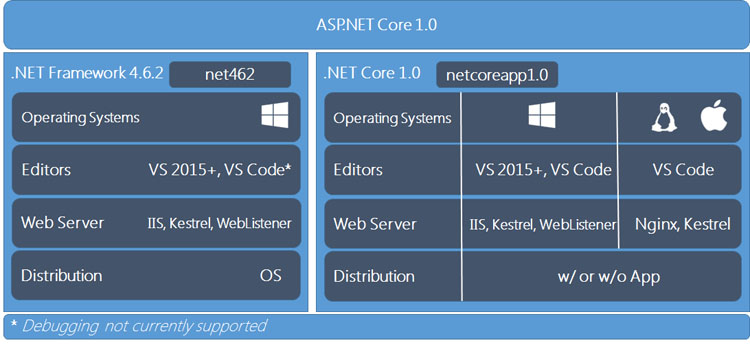 ASP.NET Core 1.0
.NET Framework 4.6.2 net462
Operating Systems
Editors VS 2015+, VS Code*
Web Server IIS, Kestrel, WebListener
Distribution OS
.NET Core 1.0 netcoreapp1.0
Operating Systems
Editors VS 2015+, VS Code VS Code
Web Server IIS, Kestrel, WebListener Nginx, Kestrel
Distribution w/ or w/o App
* Debugging not currently supported